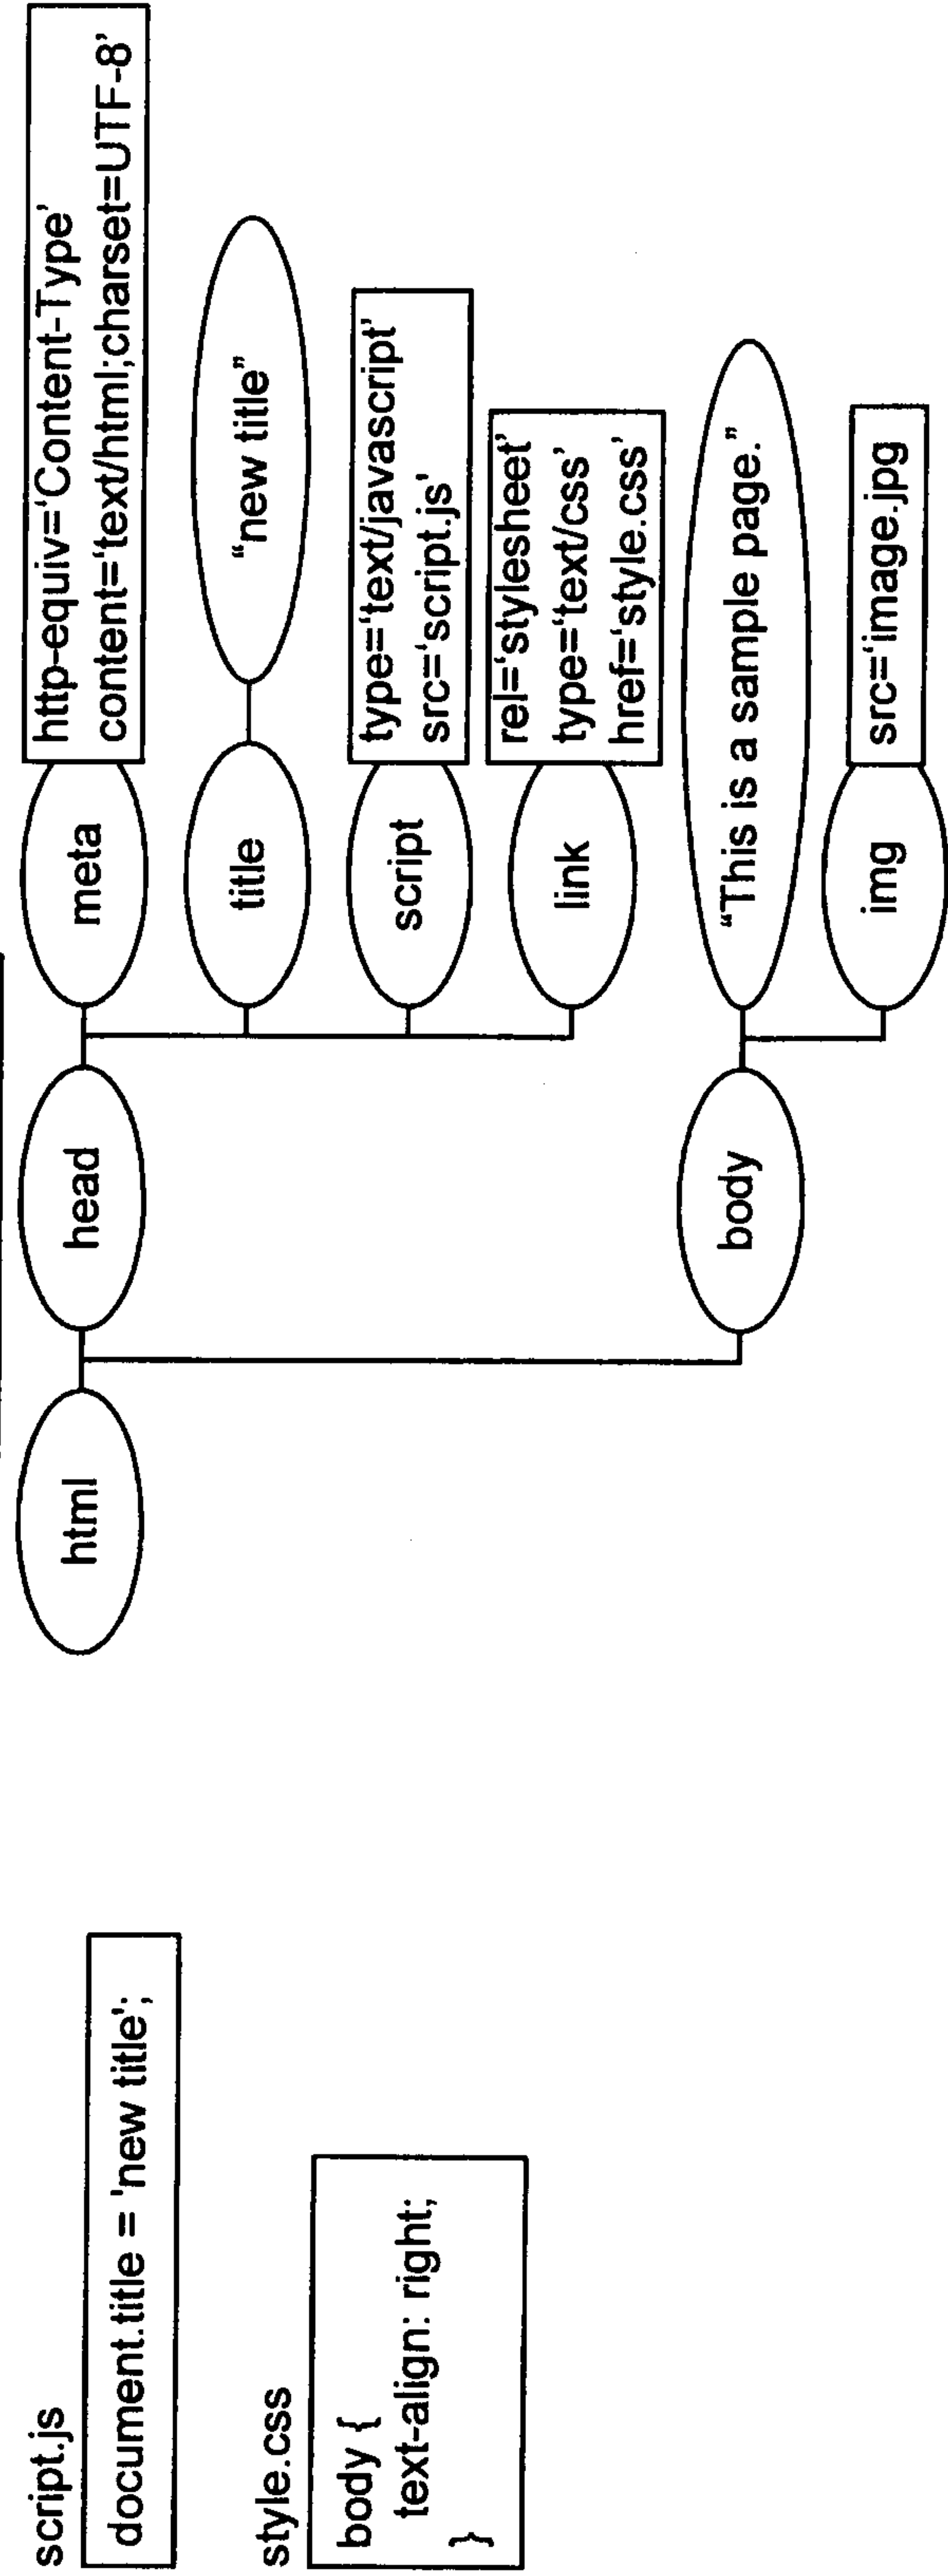 script.js
document.title = 'new title';
style.css
body {
text-align: right;
}
html
head
meta
http-equiv=‘Content-Type’
content=‘text/html;charset=UTF-8’
title
“new title”
script
type=‘text/javascript’
src=‘script.js’
link
rel=‘stylesheet’
type=‘text/css’
href=‘style.css’
body
“This is a sample page.”
img
src=‘image.jpg